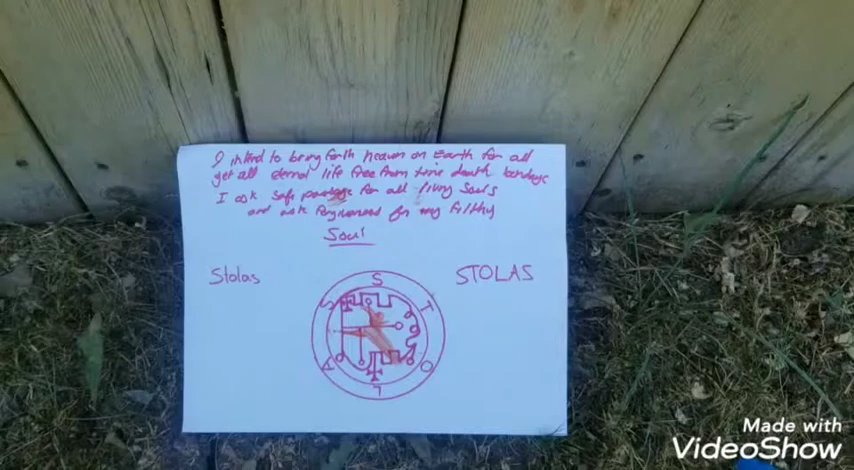 I intend to bring forth heaven on Earth for all
get all eternal life free from time death bondage
I ask safe passage for all living Souls
and ask forgiveness for my filthy
Soul
Stolas
STOLAS
S T O L A S
Made with
VideoShow